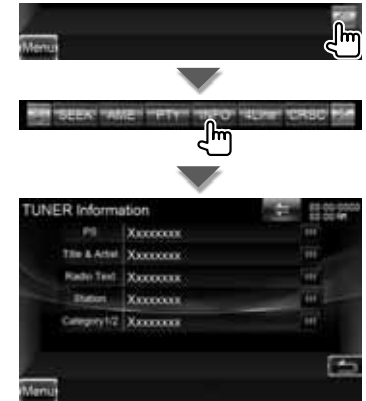 Menu
SEEK AME PTY INFO 4Line CRSC
TUNER Information
PS Xxxxxxxx
Title & Artist Xxxxxxxx
Radio Text Xxxxxxxx
Station Xxxxxxxx
Category1/2 Xxxxxxxx
Menu